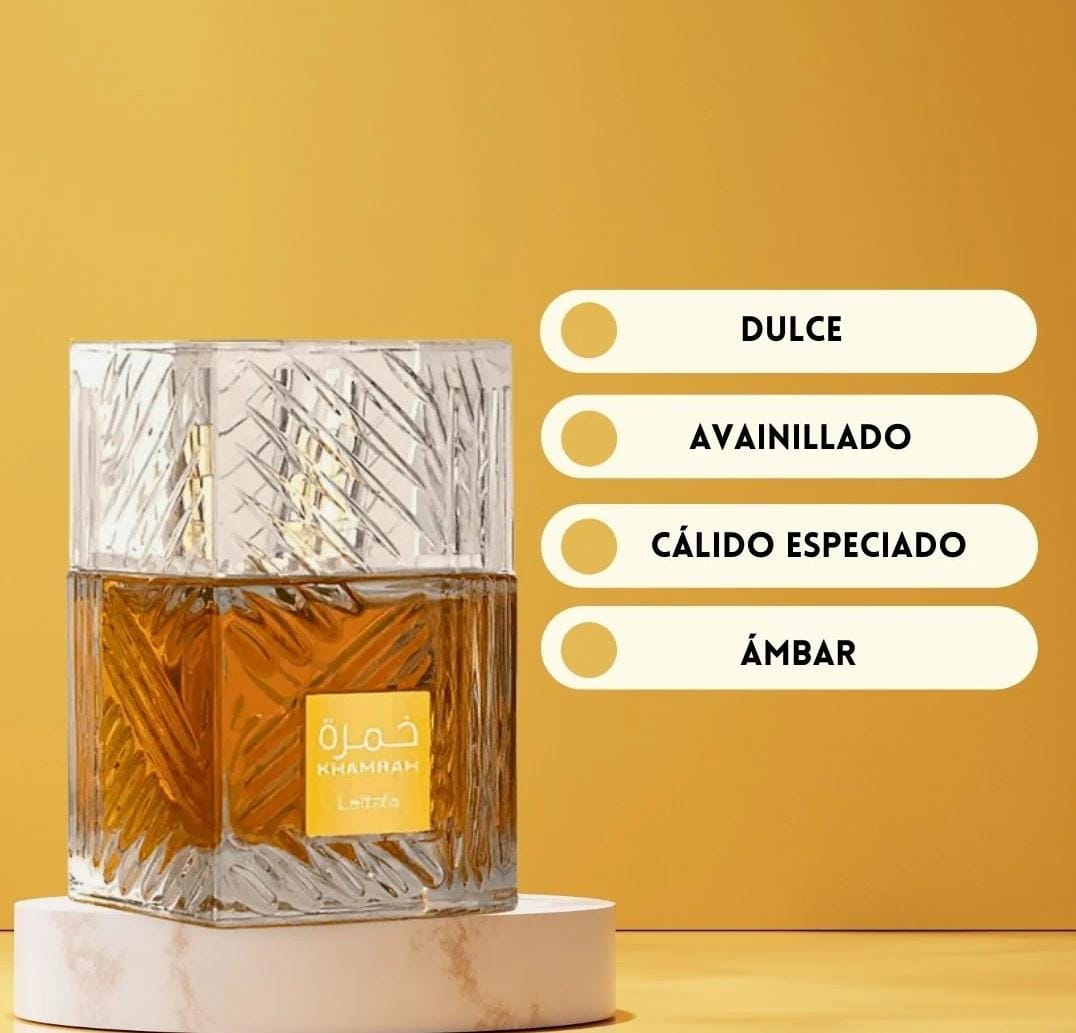 DULCE
AVAINILLADO
CÁLIDO ESPECIADO
ÁMBAR
خمرة
KHAMRAH
Lattafa